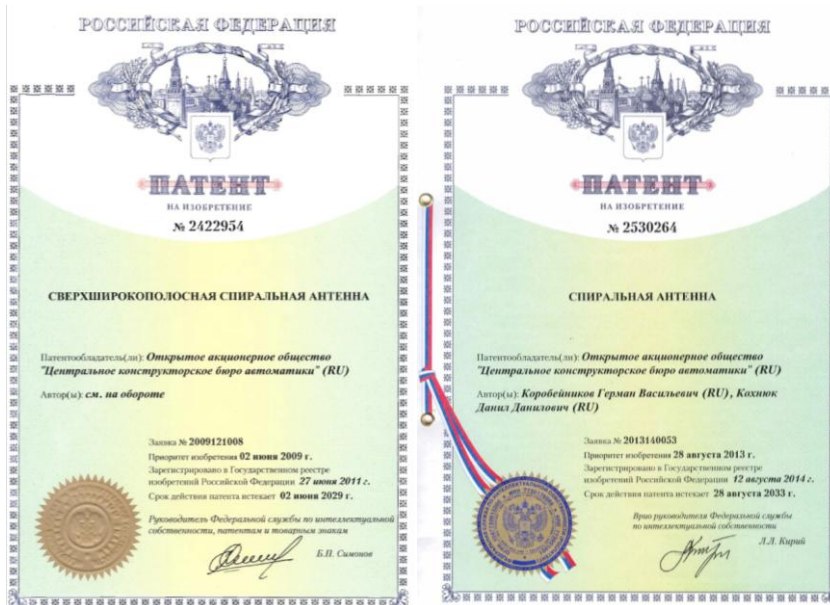 РОССИЙСКАЯ ФЕДЕРАЦИЯ
ПАТЕНТ
НА ИЗОБРЕТЕНИЕ
№ 2422954
СВЕРХШИРОКОПОЛОСНАЯ СПИРАЛЬНАЯ АНТЕННА
Патентообладатель(ли): Открытое акционерное общество
"Центральное конструкторское бюро автоматики" (RU)
Автор(ы): см. на обороте
Заявка № 2009121008
Приоритет изобретения 02 июня 2009 г.
Зарегистрировано в Государственном реестре
изобретений Российской Федерации 27 июня 2011 г.
Срок действия патента истекает 02 июня 2029 г.
Руководитель Федеральной службы по интеллектуальной
собственности, патентам и товарным знакам
Б.П. Симонов
РОССИЙСКАЯ ФЕДЕРАЦИЯ
ПАТЕНТ
НА ИЗОБРЕТЕНИЕ
№ 2530264
СПИРАЛЬНАЯ АНТЕННА
Патентообладатель(ли): Открытое акционерное общество
"Центральное конструкторское бюро автоматики" (RU)
Автор(ы): Коробейников Герман Васильевич (RU), Кохнюк
Данил Данилович (RU)
Заявка № 2013140053
Приоритет изобретения 28 августа 2013 г.
Зарегистрировано в Государственном реестре
изобретений Российской Федерации 12 августа 2014 г.
Срок действия патента истекает 28 августа 2033 г.
Врио руководителя Федеральной службы
по интеллектуальной собственности
Л.Л. Кирий